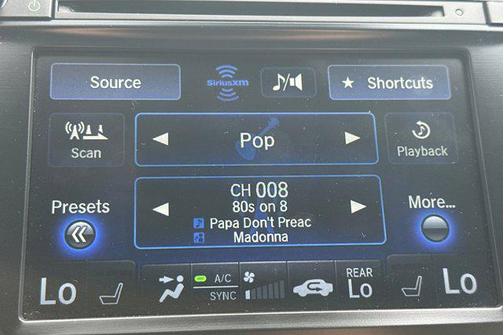 Source
SiriusXM
★ Shortcuts
Scan
Pop
Playback
Presets
CH 008
80s on 8
Papa Don't Preac
Madonna
More...
Lo
A/C
SYNC
REAR
Lo
Lo